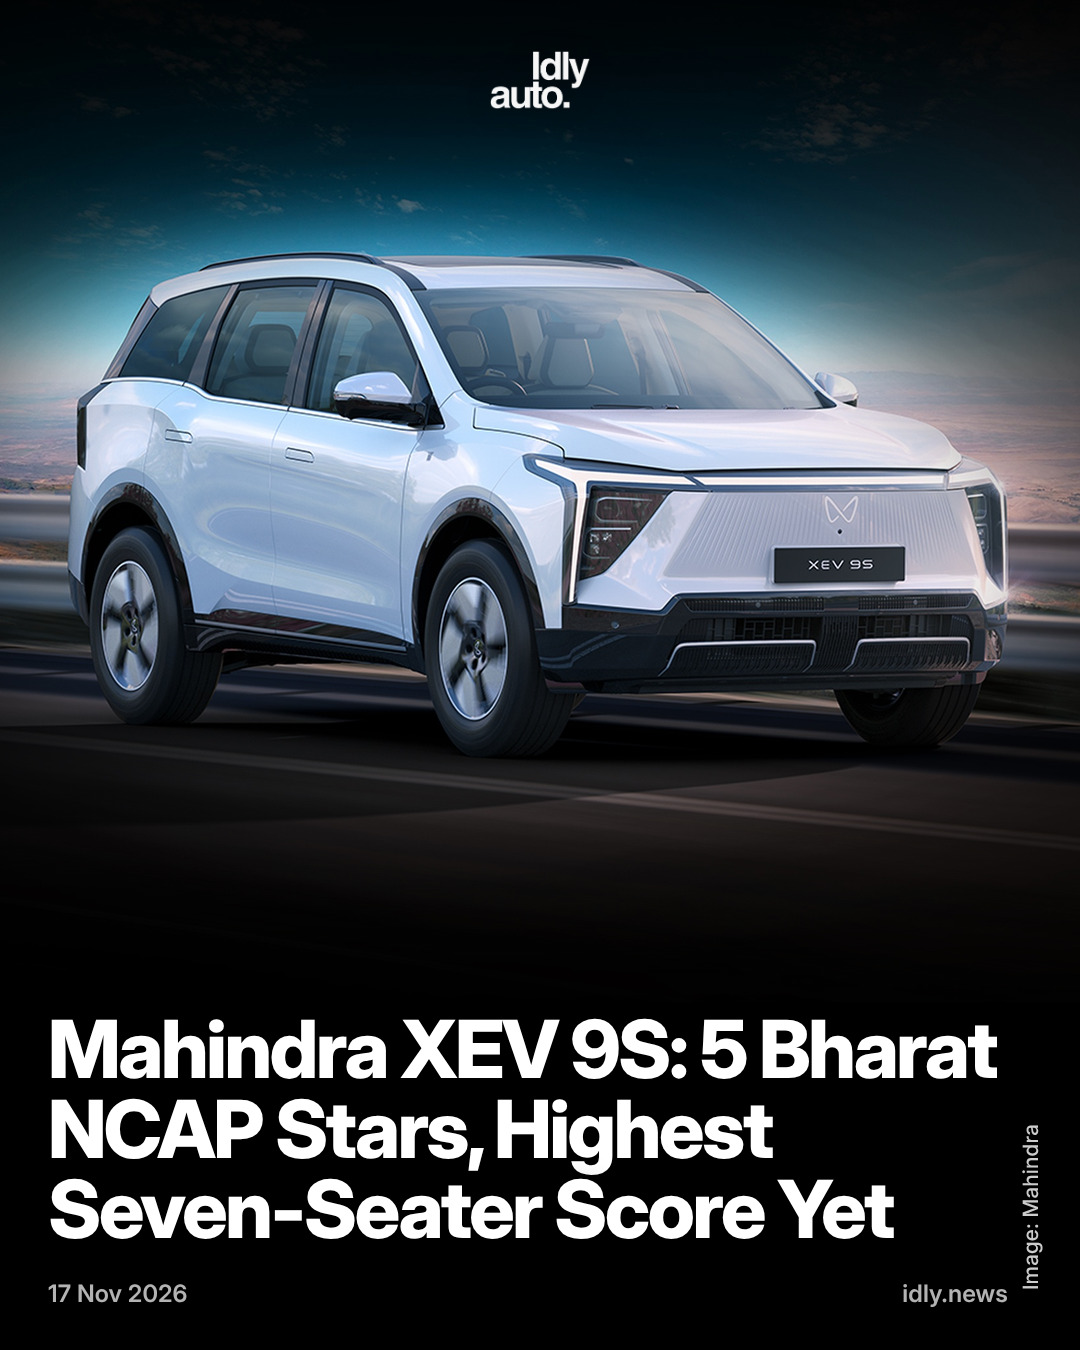 Idly
auto.
XEV 9S
Mahindra XEV 9S: 5 Bharat
NCAP Stars, Highest
Seven-Seater Score Yet
Image: Mahindra
17 Nov 2026
idly.news